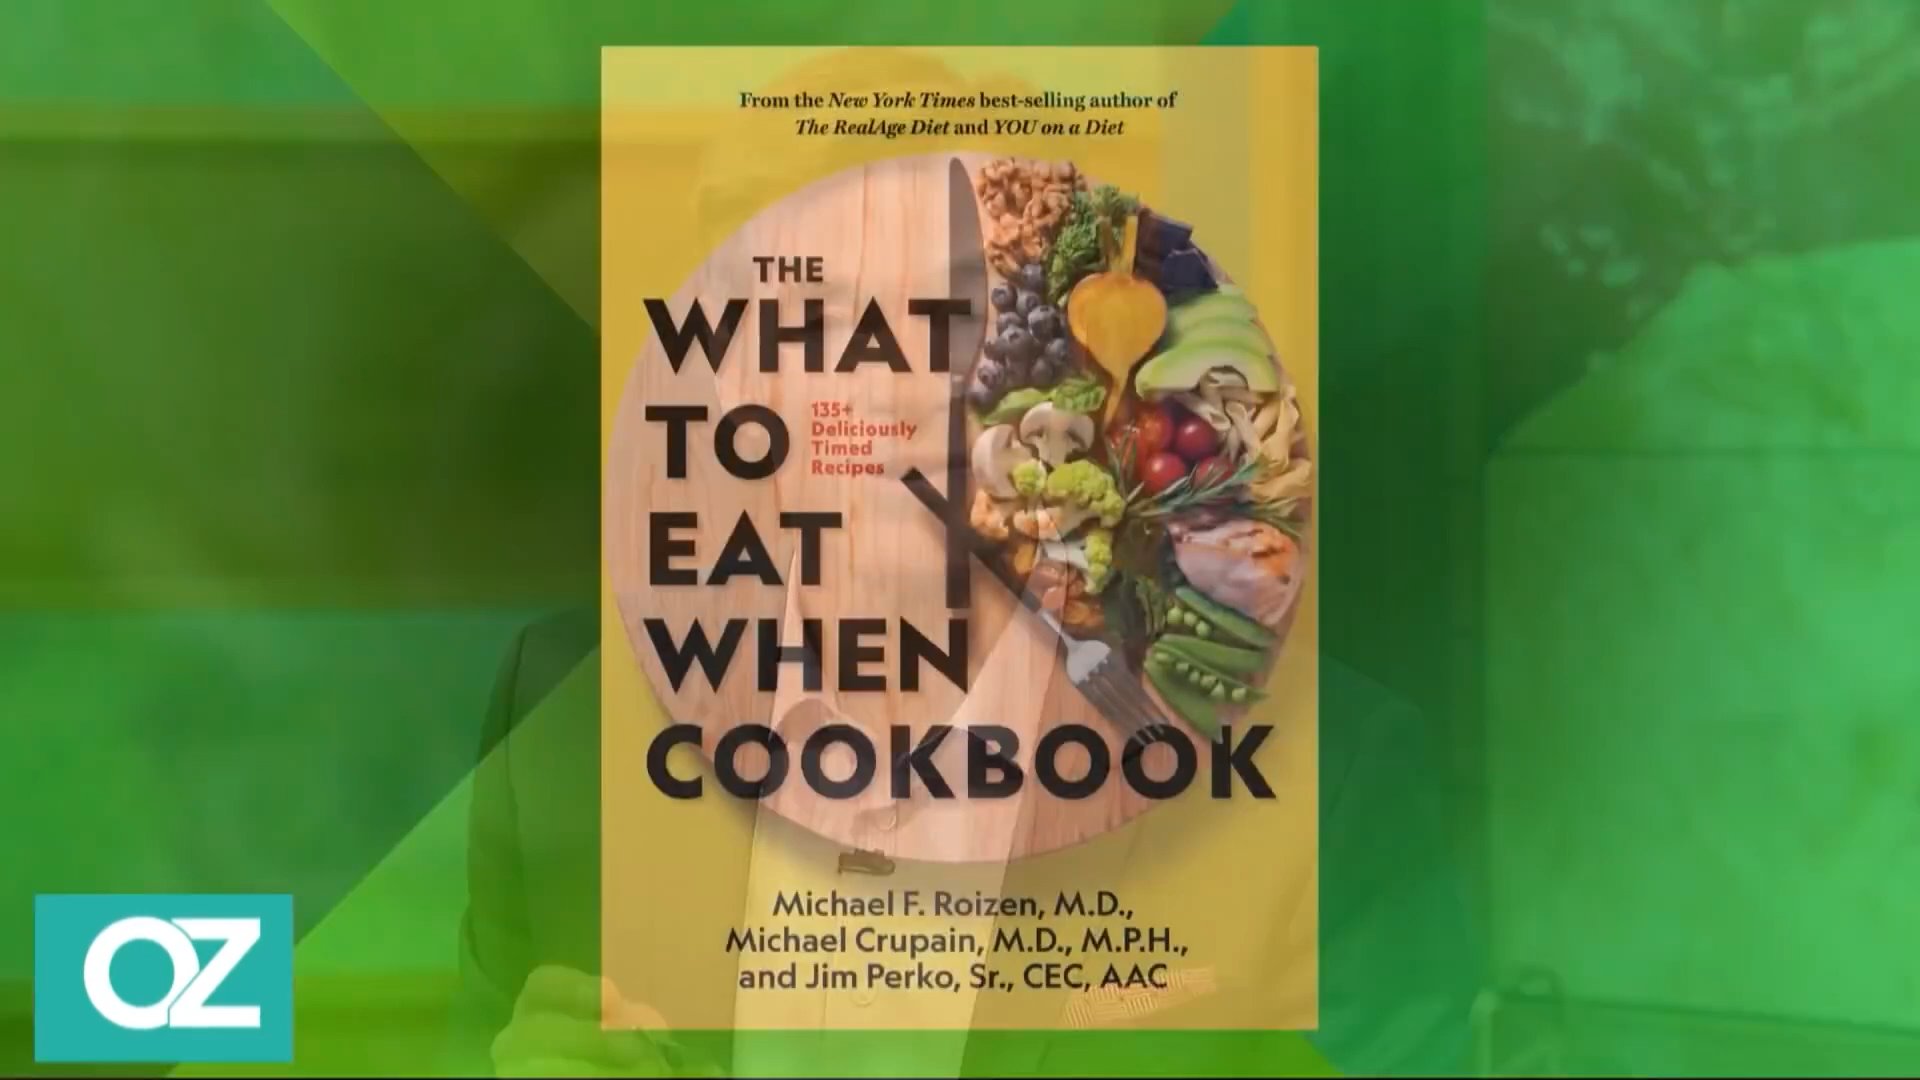 From the New York Times best-selling author of
The RealAge Diet and YOU on a Diet
THE
WHAT
TO
135+
Deliciously
Timed
Recipes
EAT
WHEN
COOKBOOK
Michael F. Roizen, M.D.,
Michael Crupain, M.D., M.P.H.,
and Jim Perko, Sr., CEC, AAC
OZ